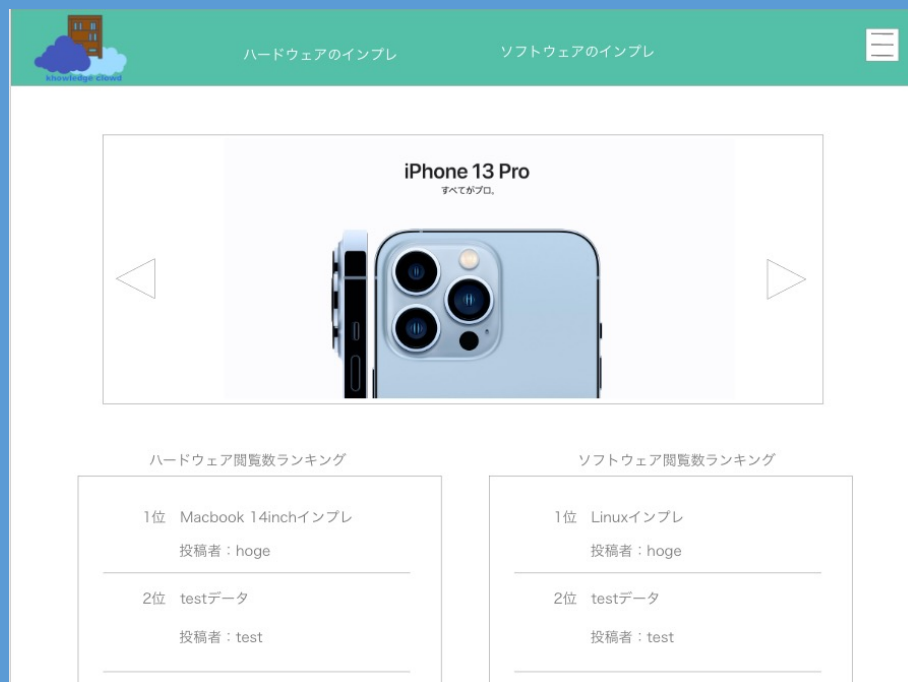 knowledge clowd
ハードウェアのインプレ
ソフトウェアのインプレ
iPhone 13 Pro
すべてがプロ。
ハードウェア閲覧数ランキング
1位 Macbook 14inchインプレ
投稿者：hoge
2位 testデータ
投稿者：test
ソフトウェア閲覧数ランキング
1位 Linuxインプレ
投稿者：hoge
2位 testデータ
投稿者：test